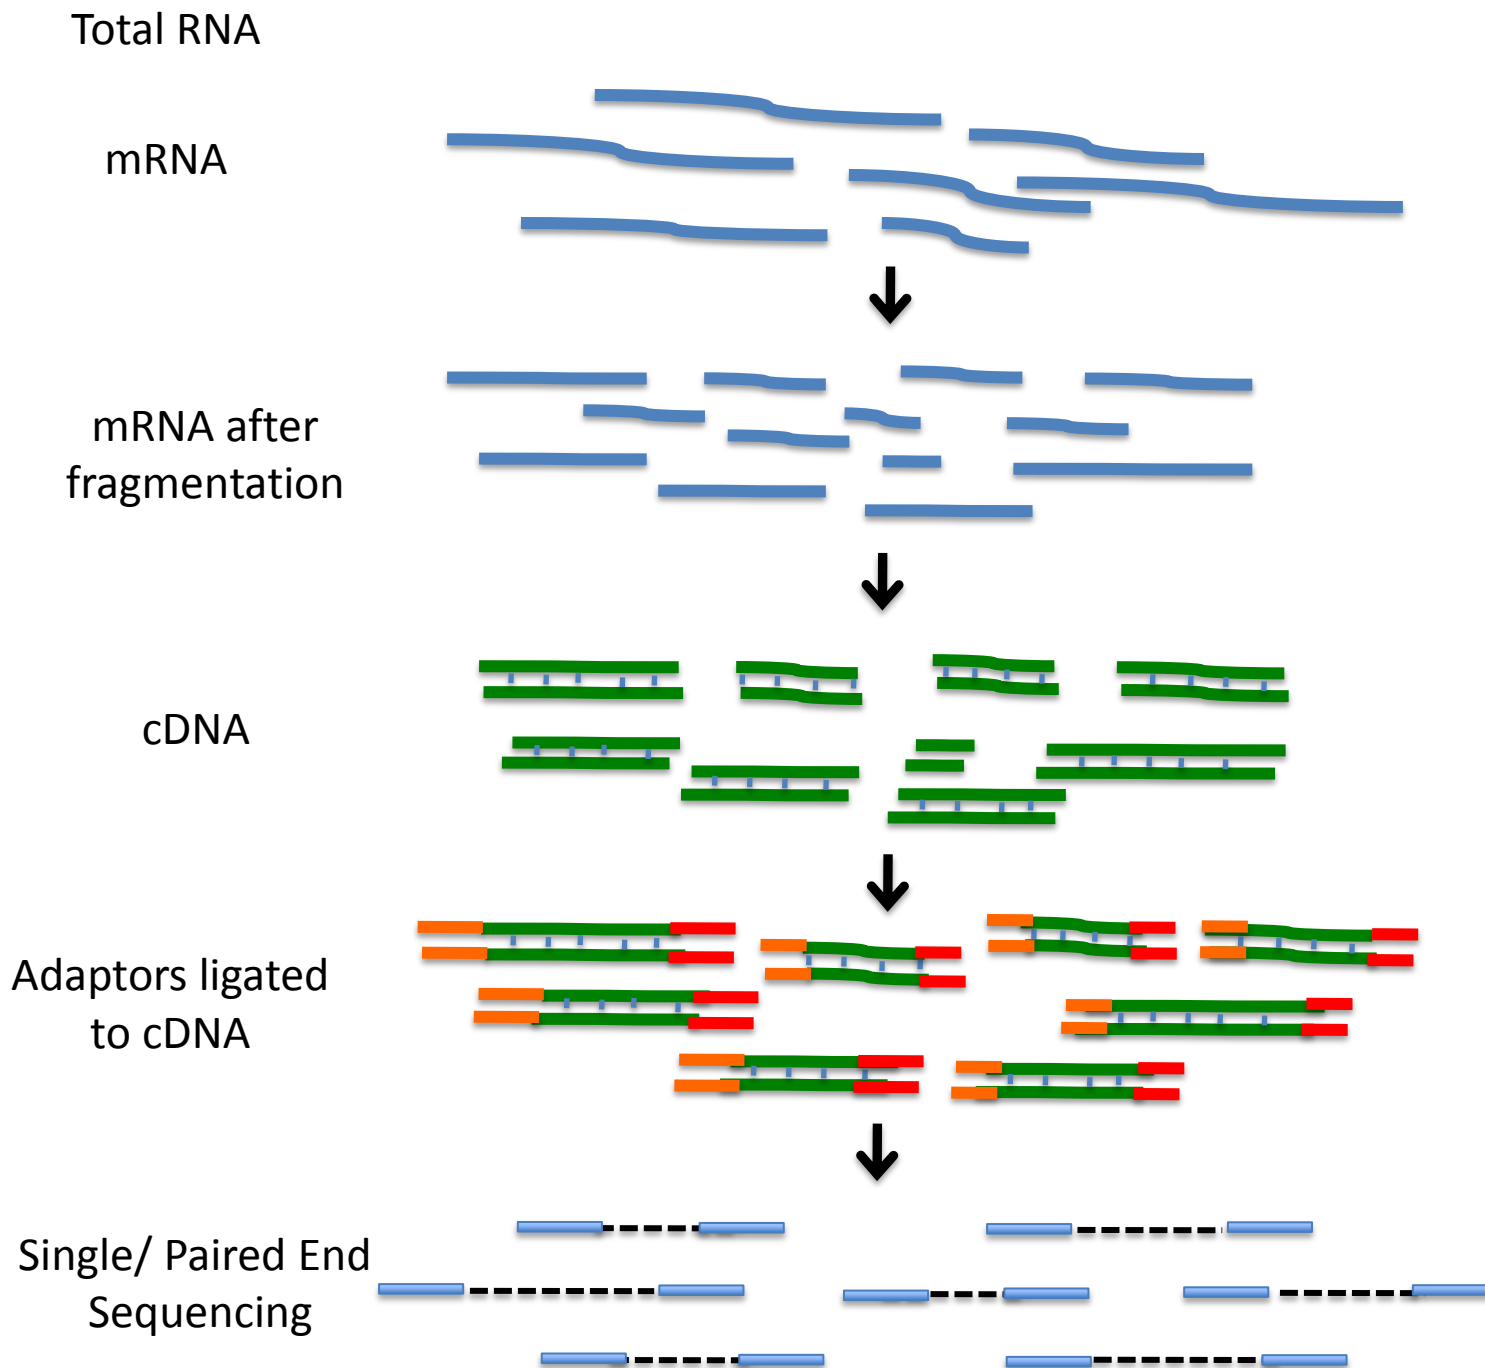 Total RNA
mRNA
mRNA after
fragmentation
cDNA
Adaptors ligated
to cDNA
Single/ Paired End
Sequencing